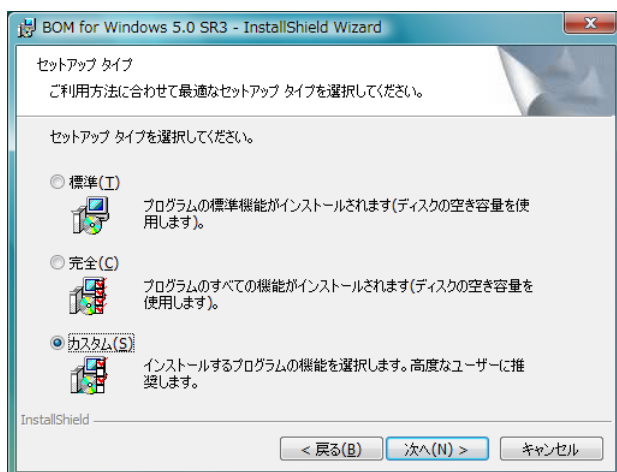 BOM for Windows 5.0 SR3 - InstallShield Wizard
セットアップ タイプ
ご利用方法に合わせて最適なセットアップ タイプを選択してください。
セットアップ タイプを選択してください。
標準(T)
プログラムの標準機能がインストールされます(ディスクの空き容量を使
用します)。
完全(C)
プログラムのすべての機能がインストールされます(ディスクの空き容量を
使用します)。
カスタム(S)
インストールするプログラムの機能を選択します。高度なユーザーに推
奨します。
InstallShield
< 戻る(B) 次へ(N) > キャンセル